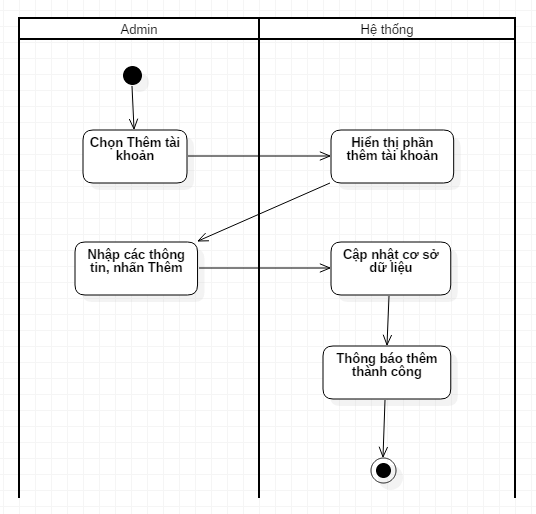 Admin
Hệ thống
Chọn Thêm tài
khoản
Hiển thị phần
thêm tài khoản
Nhập các thông
tin, nhấn Thêm
Cập nhật cơ sở
dữ liệu
Thông báo thêm
thành công